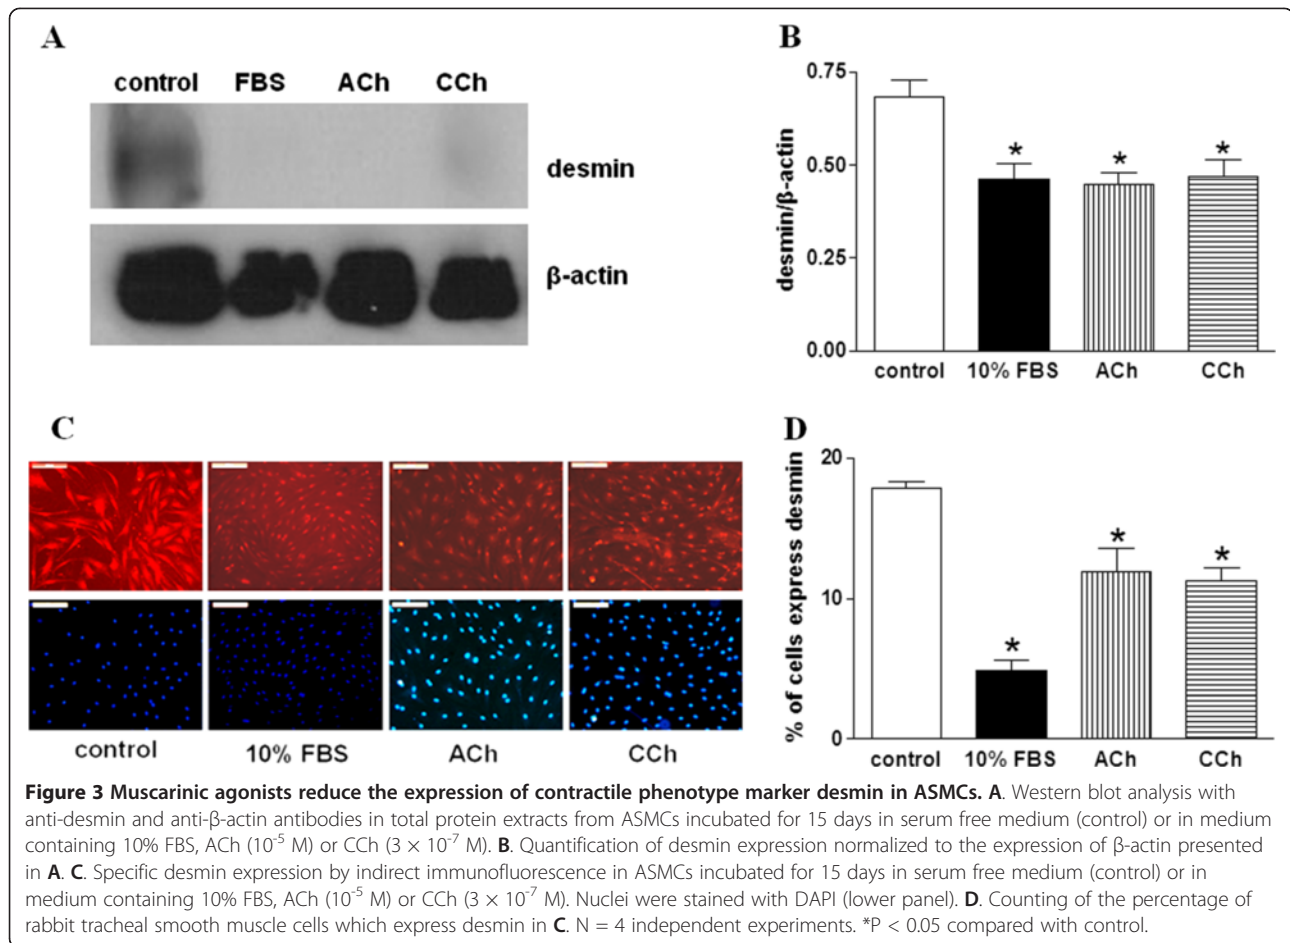 A
control FBS ACh CCh
desmin
β-actin
B
desmin/β-actin
0.75
0.50
0.25
0.00
* * *
control 10% FBS ACh CCh
C
control 10% FBS ACh CCh
D
% of cells express desmin
20
10
0
* * *
control 10% FBS ACh CCh
Figure 3 Muscarinic agonists reduce the expression of contractile phenotype marker desmin in ASMCs. A. Western blot analysis with
anti-desmin and anti-β-actin antibodies in total protein extracts from ASMCs incubated for 15 days in serum free medium (control) or in medium
containing 10% FBS, ACh (10⁻⁵ M) or CCh (3 × 10⁻⁷ M). B. Quantification of desmin expression normalized to the expression of β-actin presented
in A. C. Specific desmin expression by indirect immunofluorescence in ASMCs incubated for 15 days in serum free medium (control) or in
medium containing 10% FBS, ACh (10⁻⁵ M) or CCh (3 × 10⁻⁷ M). Nuclei were stained with DAPI (lower panel). D. Counting of the percentage of
rabbit tracheal smooth muscle cells which express desmin in C. N = 4 independent experiments. *P < 0.05 compared with control.